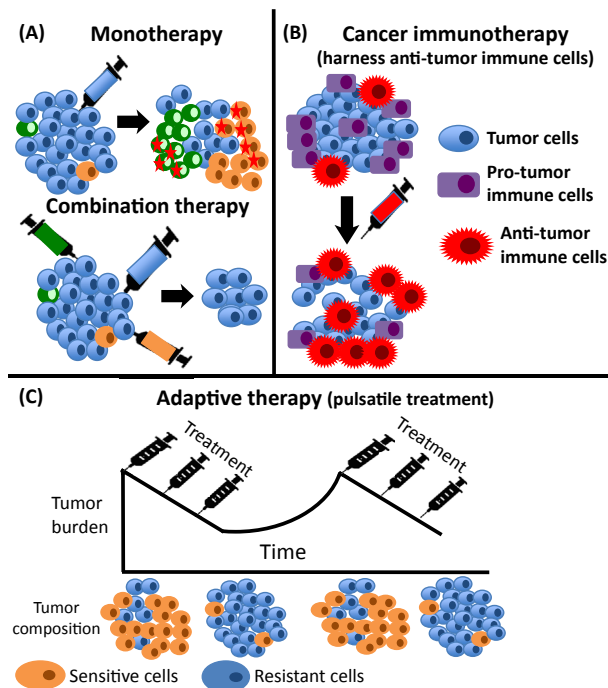 (A)
Monotherapy
Combination therapy
(B)
Cancer immunotherapy
(harness anti-tumor immune cells)
Tumor cells
Pro-tumor
immune cells
Anti-tumor
immune cells
(C)
Adaptive therapy (pulsatile treatment)
Treatment
Treatment
Tumor
burden
Time
Tumor
composition
Sensitive cells
Resistant cells